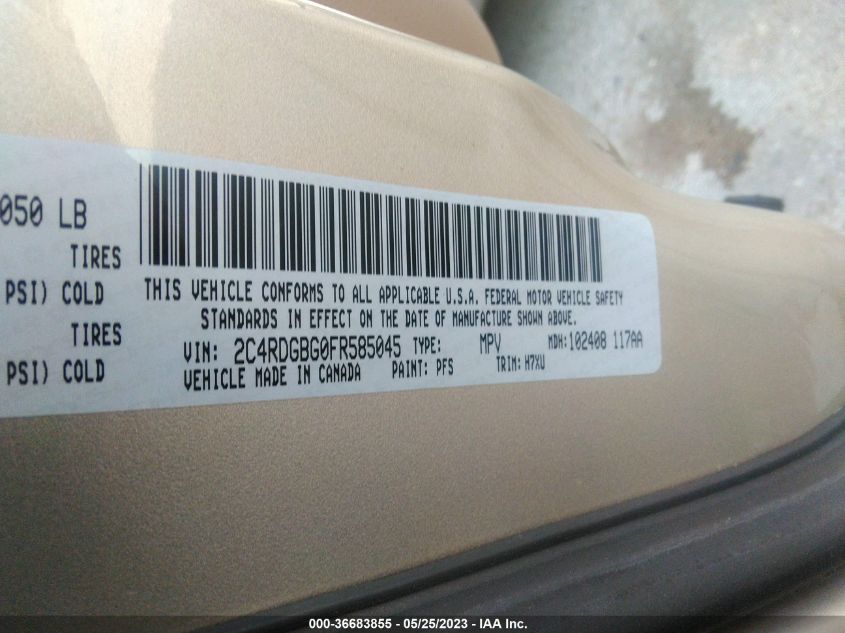 050 LB
TIRES
PSI) COLD
TIRES
PSI) COLD
THIS VEHICLE CONFORMS TO ALL APPLICABLE U.S.A. FEDERAL MOTOR VEHICLE SAFETY
STANDARDS IN EFFECT ON THE DATE OF MANUFACTURE SHOWN ABOVE.
VIN: 2C4RDGBG0FR585045 TYPE: MPV MDH:102408 117AA
VEHICLE MADE IN CANADA PAINT: PFS TRIM: H7XU
000-36683855 - 05/25/2023 - IAA Inc.